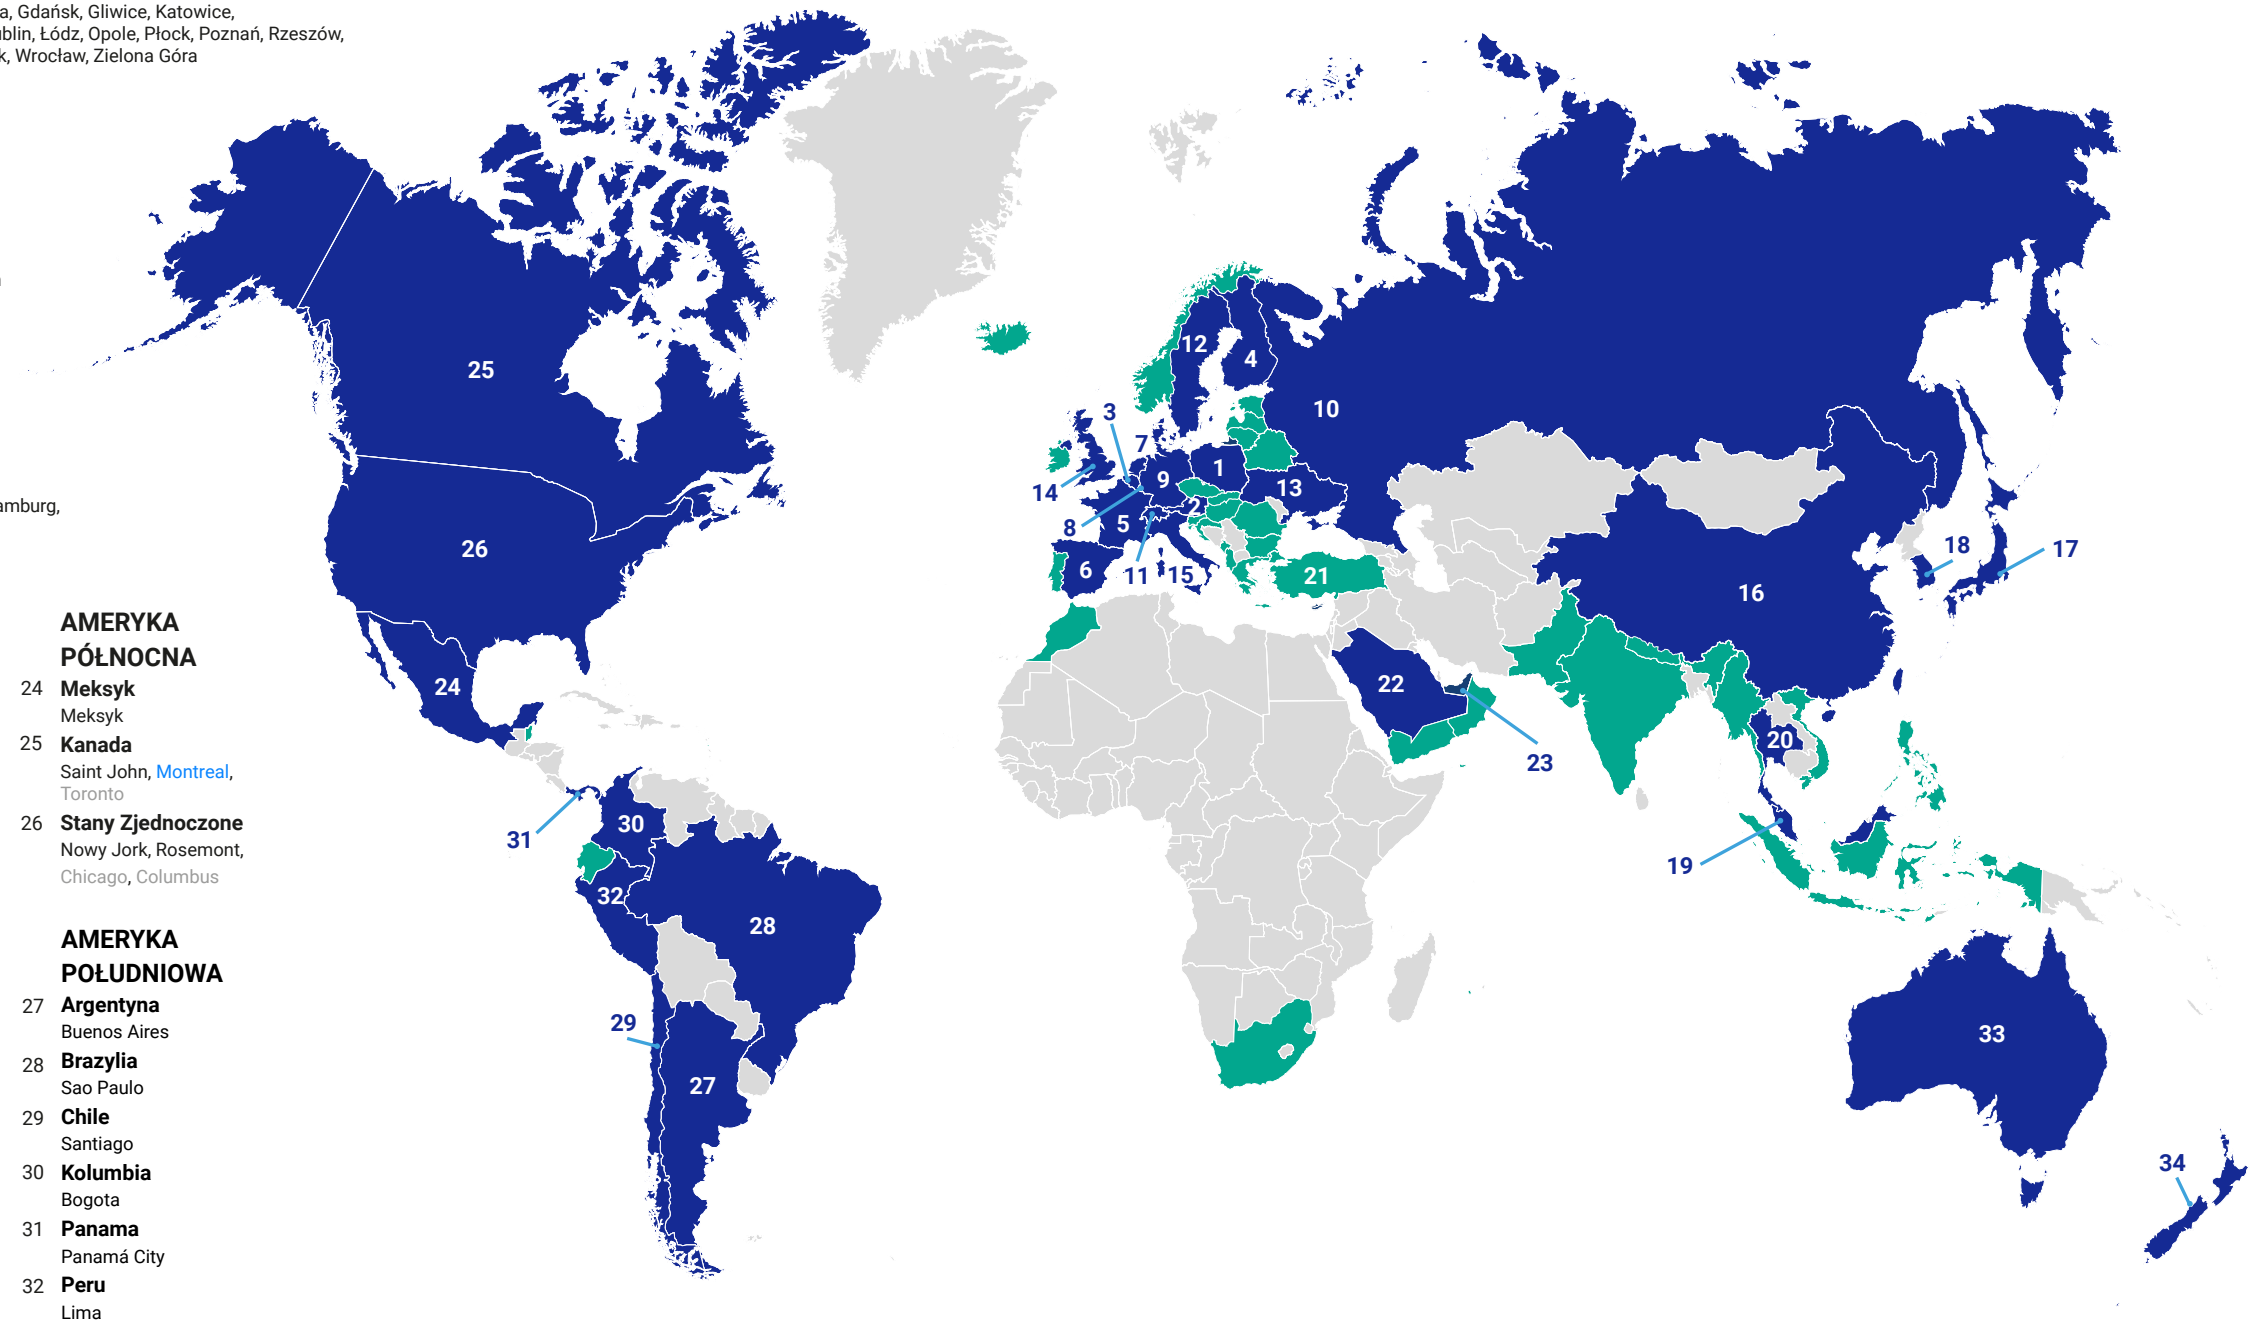 Gdańsk, Gliwice, Katowice,
Łódz, Opole, Płock, Poznań, Rzeszów,
Wrocław, Zielona Góra
AMERYKA
PÓŁNOCNA
24 Meksyk
Meksyk
25 Kanada
Saint John, Montreal,
Toronto
26 Stany Zjednoczone
Nowy Jork, Rosemont,
Chicago, Columbus
AMERYKA
POŁUDNIOWA
27 Argentyna
Buenos Aires
28 Brazylia
Sao Paulo
29 Chile
Santiago
30 Kolumbia
Bogota
31 Panama
Panamá City
32 Peru
Lima
25
26
24
31
30
32
28
29
27
12
4
10
3
7
14
9
1
13
8
2
5
6
11
15
21
22
23
16
18
17
20
19
33
34